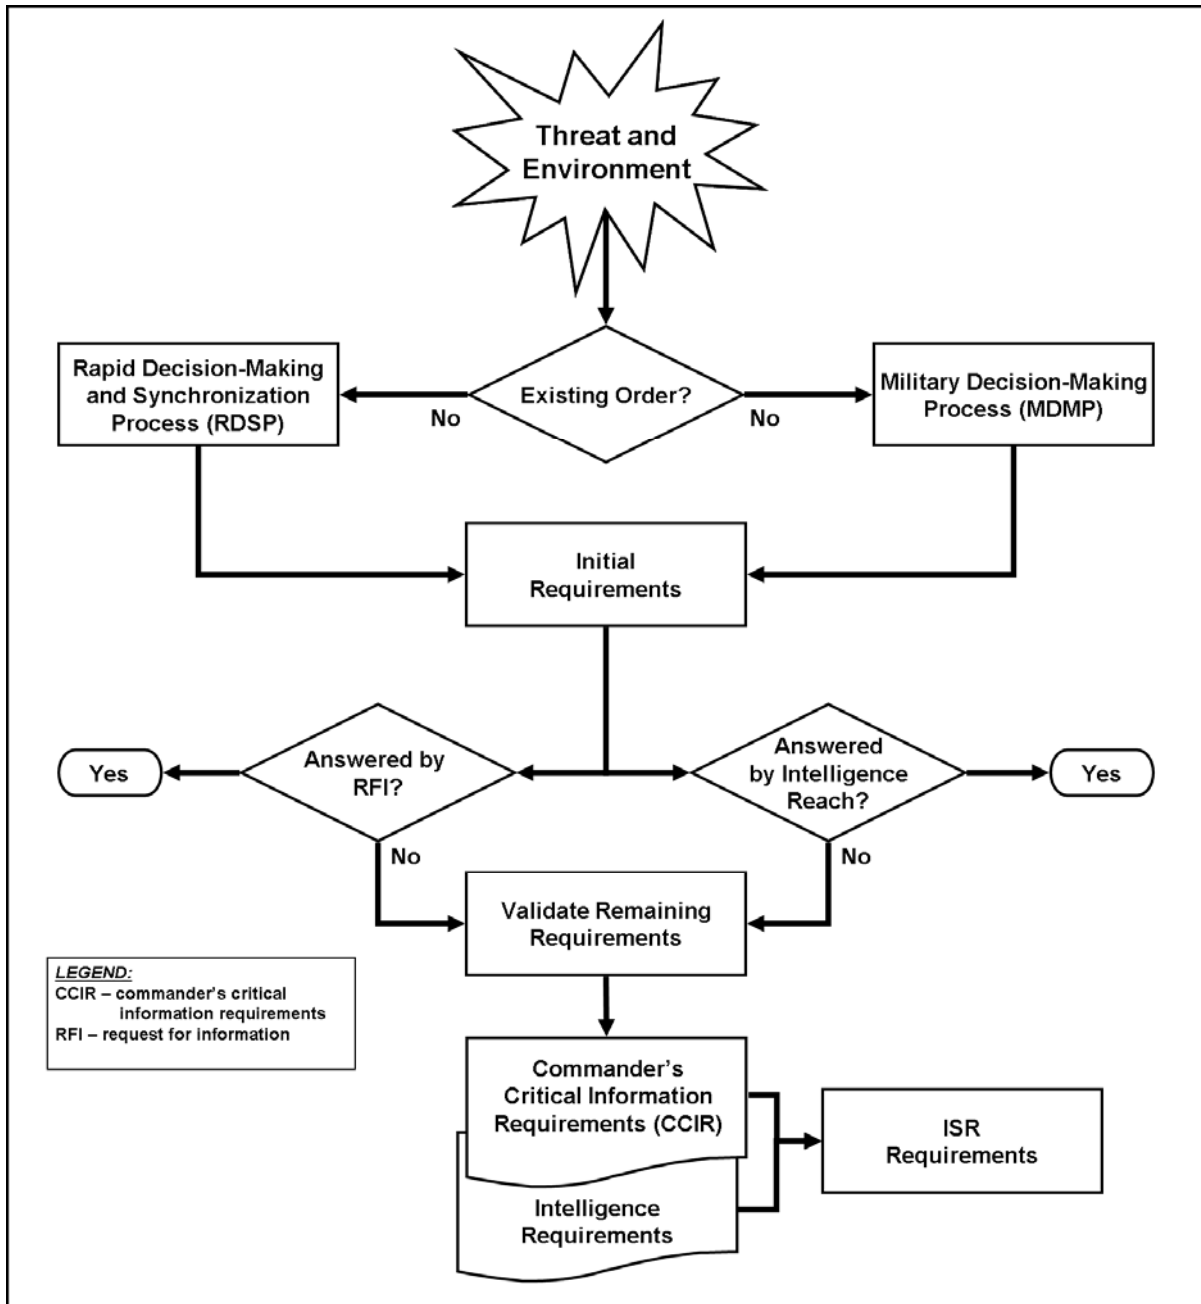 Threat and
Environment
Existing Order?
Rapid Decision-Making
and Synchronization
Process (RDSP)
No
No
Military Decision-Making
Process (MDMP)
Initial
Requirements
Yes
Answered by
RFI?
Answered
by Intelligence
Reach?
Yes
No
No
Validate Remaining
Requirements
LEGEND:
CCIR – commander's critical
information requirements
RFI – request for information
Commander's
Critical Information
Requirements (CCIR)
Intelligence
Requirements
ISR
Requirements